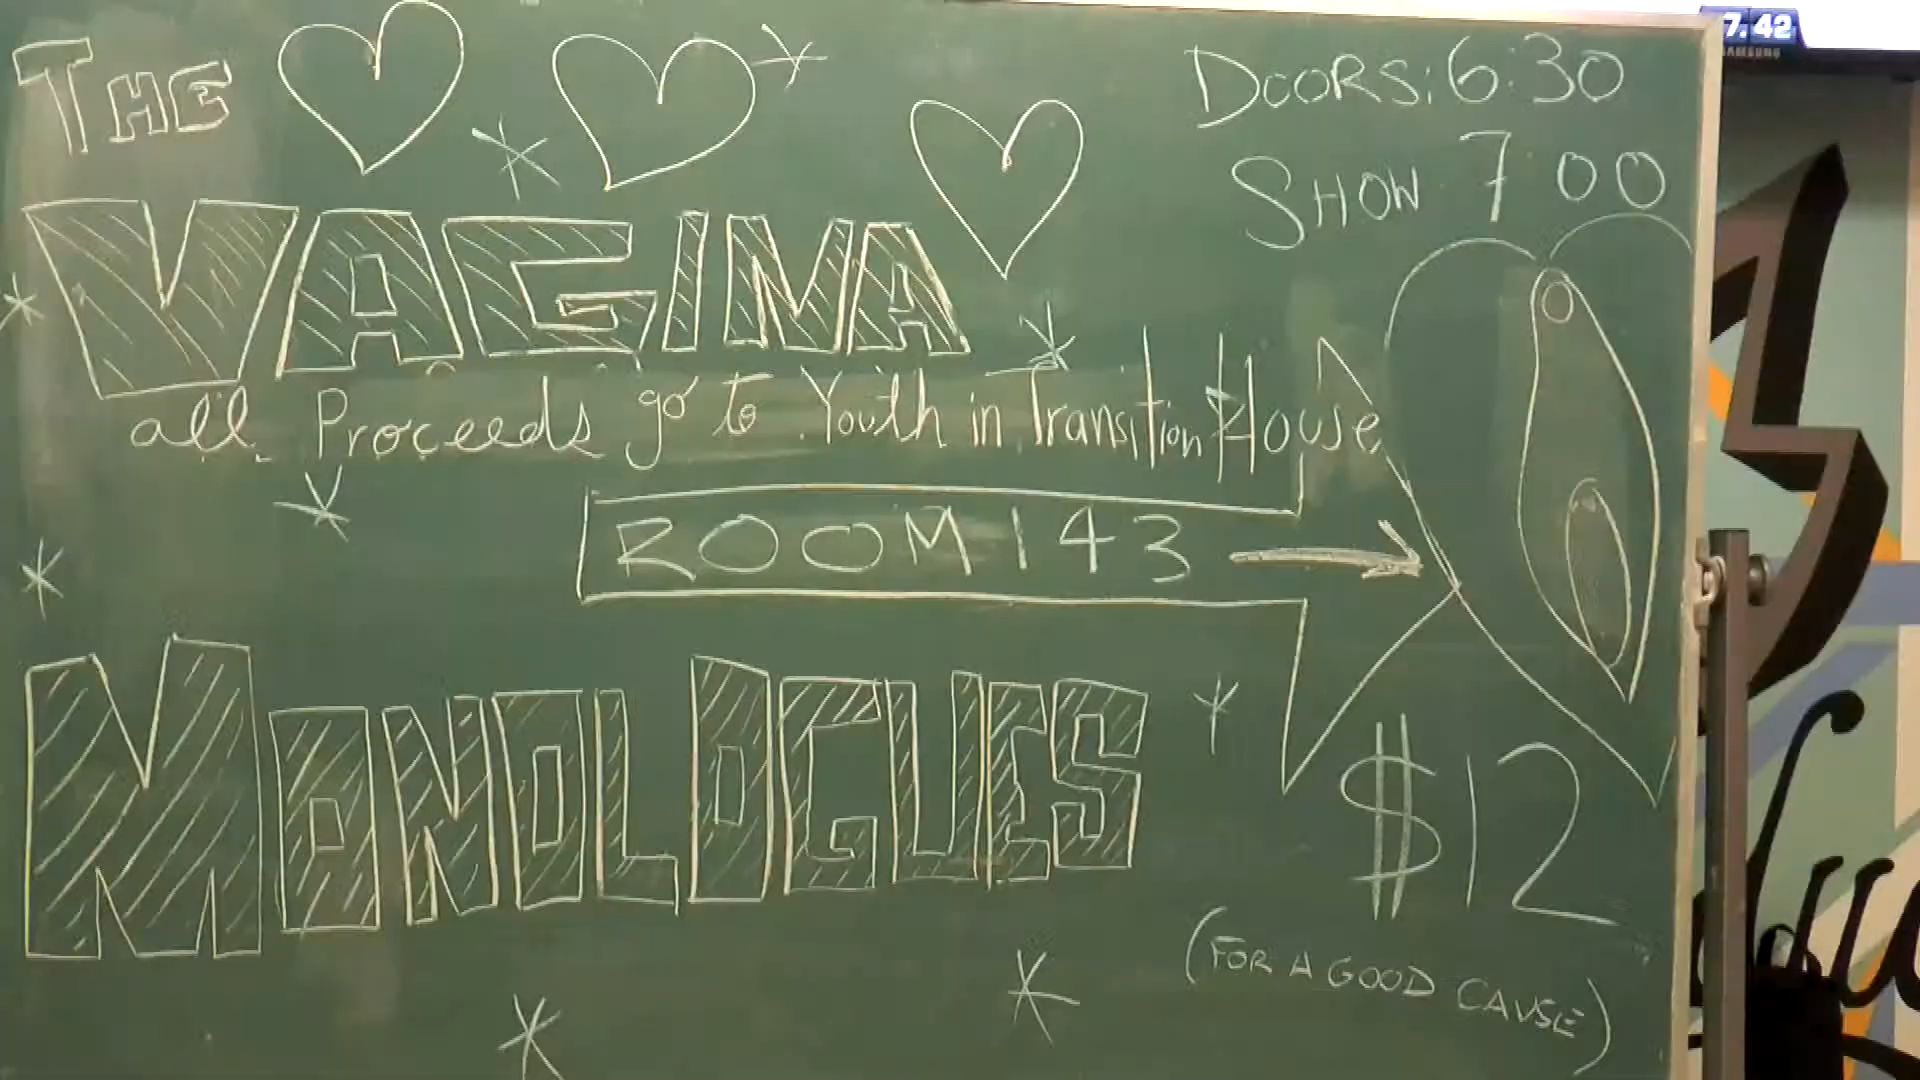 THE
VAGINA
all Proceeds go to Youth in Transition House
ROOM 143
MONOLOGUES
DOORS: 6:30
SHOW 7:00
$12
(FOR A GOOD CAUSE)
7.42
SAMSUNG